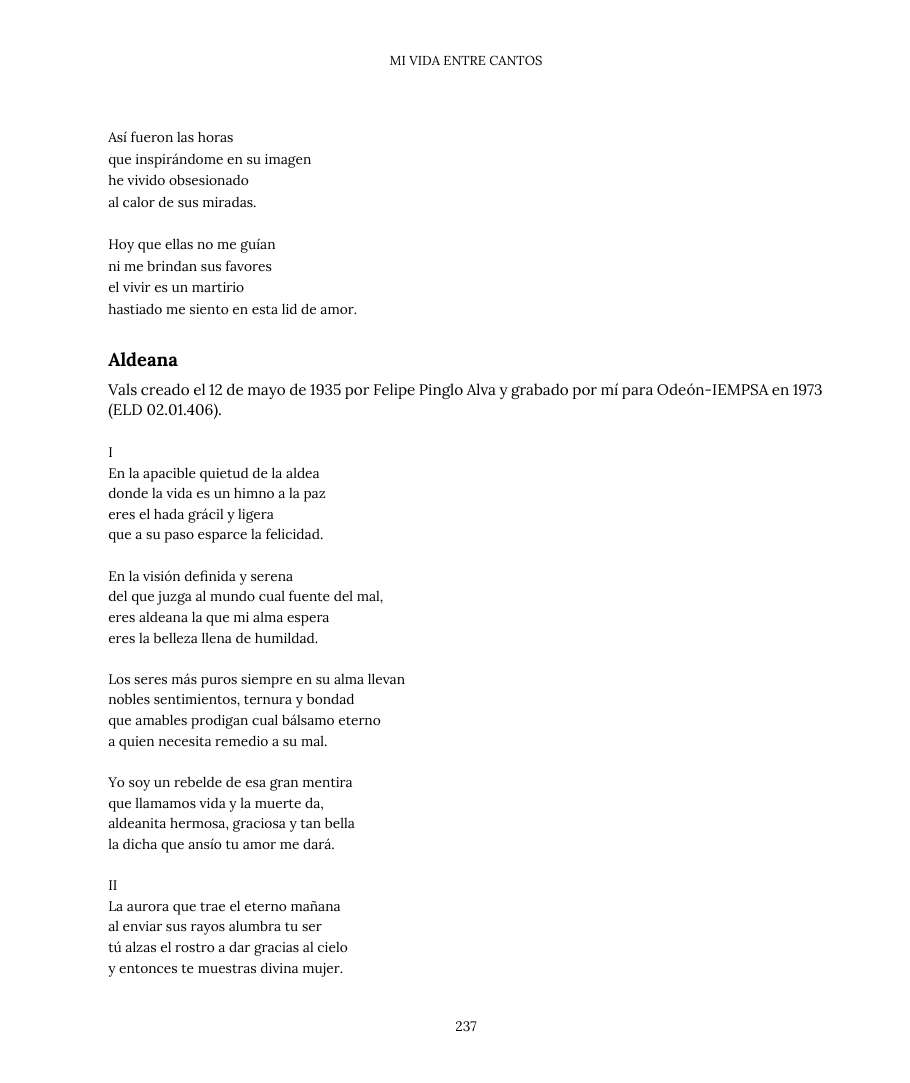 MI VIDA ENTRE CANTOS
Así fueron las horas
que inspirándome en su imagen
he vivido obsesionado
al calor de sus miradas.
Hoy que ellas no me guían
ni me brindan sus favores
el vivir es un martirio
hastiado me siento en esta lid de amor.
Aldeana
Vals creado el 12 de mayo de 1935 por Felipe Pinglo Alva y grabado por mí para Odeón-IEMPSA en 1973
(ELD 02.01.406).
I
En la apacible quietud de la aldea
donde la vida es un himno a la paz
eres el hada grácil y ligera
que a su paso esparce la felicidad.
En la visión definida y serena
del que juzga al mundo cual fuente del mal,
eres aldeana la que mi alma espera
eres la belleza llena de humildad.
Los seres más puros siempre en su alma llevan
nobles sentimientos, ternura y bondad
que amables prodigan cual bálsamo eterno
a quien necesita remedio a su mal.
Yo soy un rebelde de esa gran mentira
que llamamos vida y la muerte da,
aldeanita hermosa, graciosa y tan bella
la dicha que ansío tu amor me dará.
II
La aurora que trae el eterno mañana
al enviar sus rayos alumbra tu ser
tú alzas el rostro a dar gracias al cielo
y entonces te muestras divina mujer.
237